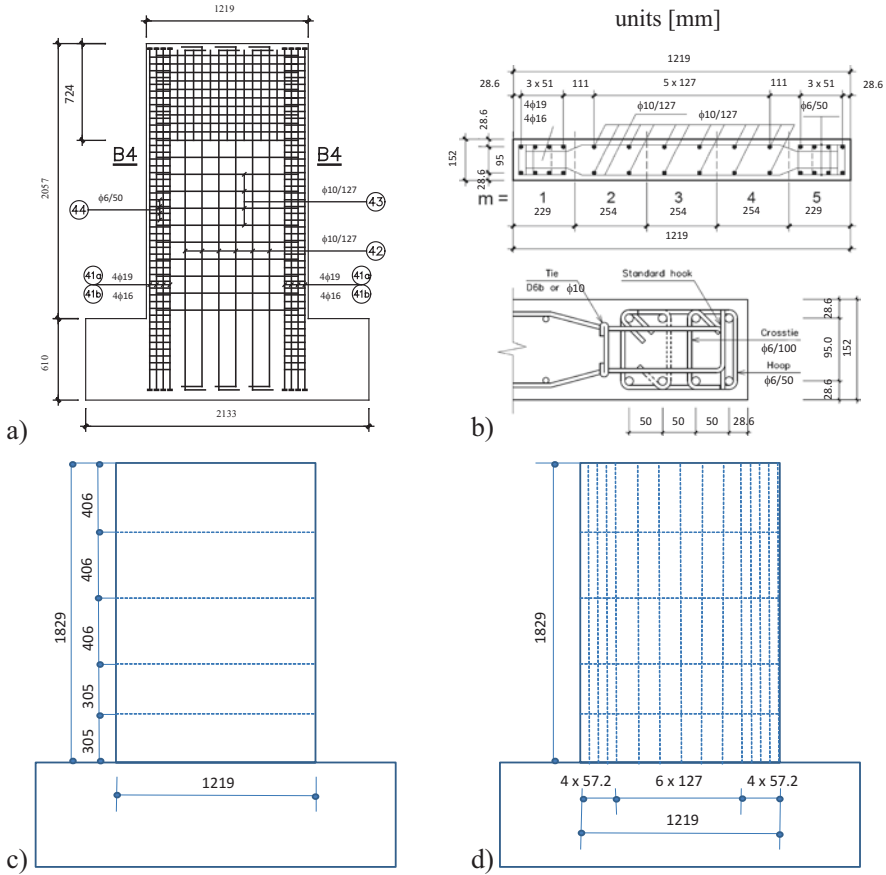 units [mm]
1219
724
2057
610
B4
B4
44
ϕ6/50
ϕ10/127
43
ϕ10/127
42
41a
4ϕ19
41b
4ϕ16
4ϕ19
41a
4ϕ16
41b
2133
a)
1219
28.6
3 x 51
111
5 x 127
111
3 x 51
28.6
4ϕ19
4ϕ16
ϕ10/127
ϕ10/127
ϕ6/50
28.6
152
95
28.6
m =
1
2
3
4
5
229
254
254
254
229
1219
Tie
D6b or ϕ10
Standard hook
Crosstie
ϕ6/100
Hoop
ϕ6/50
28.6
95.0
152
28.6
50
50
50
28.6
b)
406
406
406
305
305
1829
1219
c)
1829
4 x 57.2
6 x 127
4 x 57.2
1219
d)